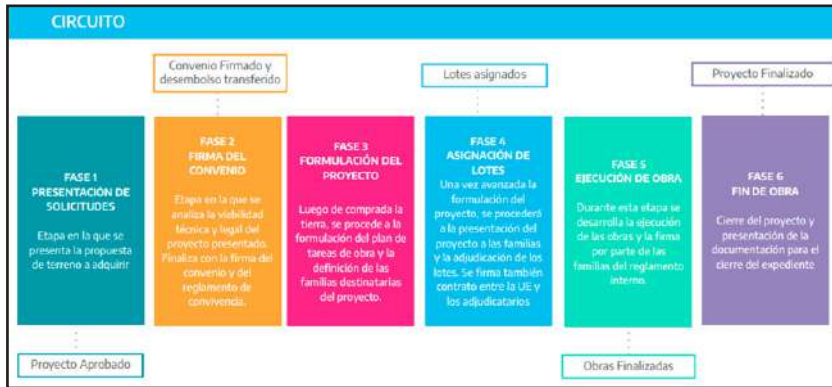 CIRCUITO
Convenio Firmado y
desembolso transferido
Lotes asignados
Proyecto Finalizado
FASE 1
PRESENTACIÓN DE
SOLICITUDES
Etapa en la que se
presenta la propuesta
de terreno a adquirir
FASE 2
FIRMA DEL
CONVENIO
Etapa en la que se
analiza la viabilidad
técnica y legal del
proyecto presentado.
Finaliza con la firma del
convenio y del
reglamento de
convivencia.
FASE 3
FORMULACIÓN DEL
PROYECTO
Luego de comprada la
tierra, se procede a la
formulación del plan de
tareas de obra y la
definición de las
familias destinatarias
del proyecto.
FASE 4
ASIGNACIÓN DE
LOTES
Una vez avanzada la
formulación del
proyecto, se procederá
a la presentación del
proyecto a las familias
y la adjudicación de los
lotes. Se firma también
contrato entre la UE y
los adjudicatarios
FASE 5
EJECUCIÓN DE OBRA
Durante esta etapa se
desarrolla la ejecución
de las obras y la firma
por parte de las
familias del reglamento
interno.
FASE 6
FIN DE OBRA
Cierre del proyecto y
presentación de la
documentación para el
cierre del expediente
Proyecto Aprobado
Obras Finalizadas